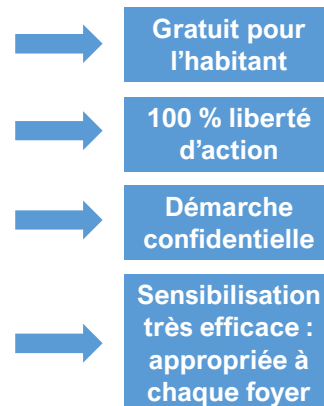 Gratuit pour
l'habitant
100 % liberté
d'action
Démarche
confidentielle
Sensibilisation
très efficace :
appropriée à
chaque foyer